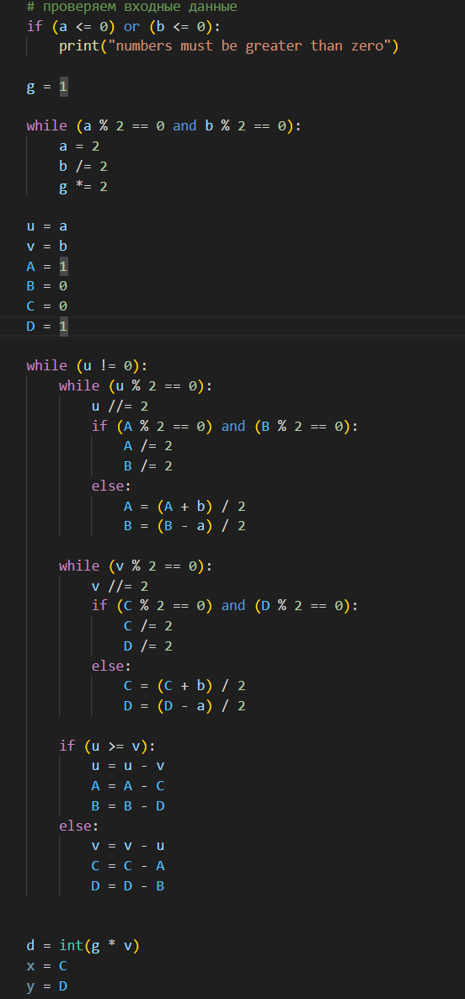 # проверяем входные данные
if (a <= 0) or (b <= 0):
print("numbers must be greater than zero")
g = 1
while (a % 2 == 0 and b % 2 == 0):
a = 2
b /= 2
g *= 2
u = a
v = b
A = 1
B = 0
C = 0
D = 1
while (u != 0):
while (u % 2 == 0):
u //= 2
if (A % 2 == 0) and (B % 2 == 0):
A /= 2
B /= 2
else:
A = (A + b) / 2
B = (B - a) / 2
while (v % 2 == 0):
v //= 2
if (C % 2 == 0) and (D % 2 == 0):
C /= 2
D /= 2
else:
C = (C + b) / 2
D = (D - a) / 2
if (u >= v):
u = u - v
A = A - C
B = B - D
else:
v = v - u
C = C - A
D = D - B
d = int(g * v)
x = C
y = D